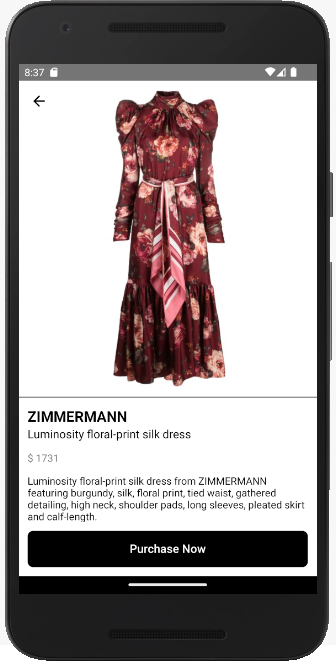 8:37
ZIMMERMANN
Luminosity floral-print silk dress
$ 1731
Luminosity floral-print silk dress from ZIMMERMANN
featuring burgundy, silk, floral print, tied waist, gathered
detailing, high neck, shoulder pads, long sleeves, pleated skirt
and calf-length.
Purchase Now